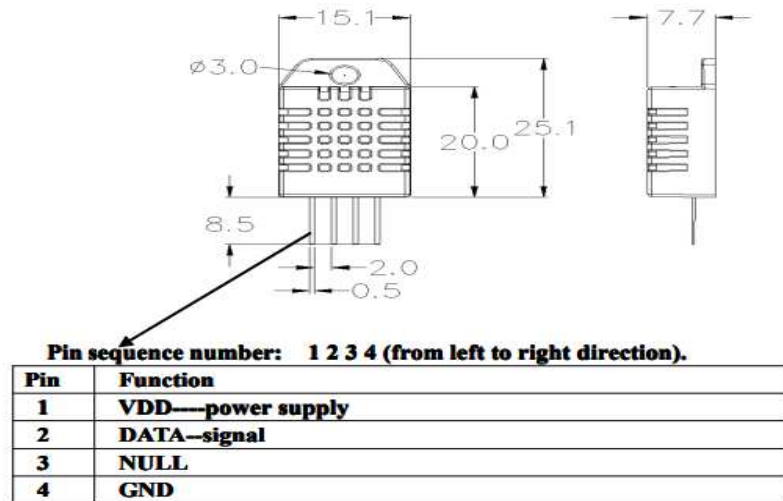 15.1
7.7
ø3.0
20.0
25.1
8.5
2.0
0.5
Pin sequence number: 1 2 3 4 (from left to right direction).
Pin Function
1 VDD----power supply
2 DATA--signal
3 NULL
4 GND